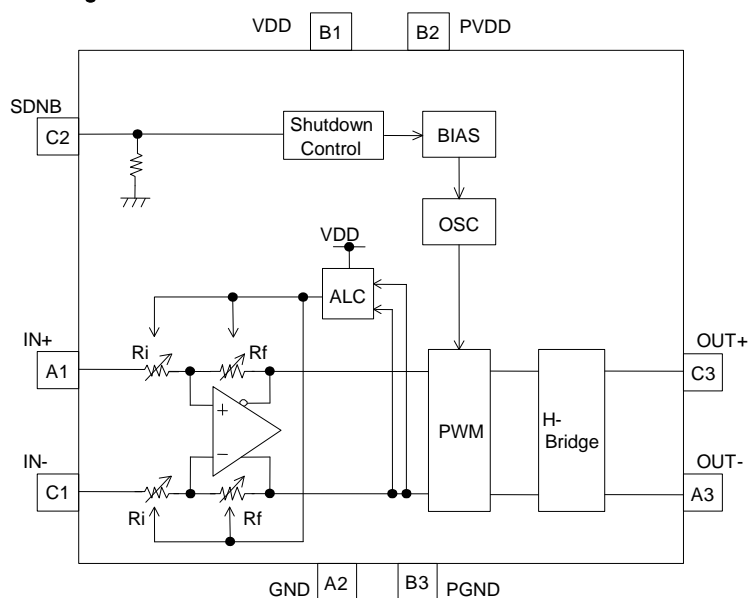 VDD B1 B2 PVDD
SDNB
C2
Shutdown
Control
BIAS
OSC
VDD
ALC
IN+
A1
Ri Rf
OUT+
C3
+
−
PWM
H-
Bridge
IN-
C1
OUT-
A3
Ri Rf
GND A2 B3 PGND